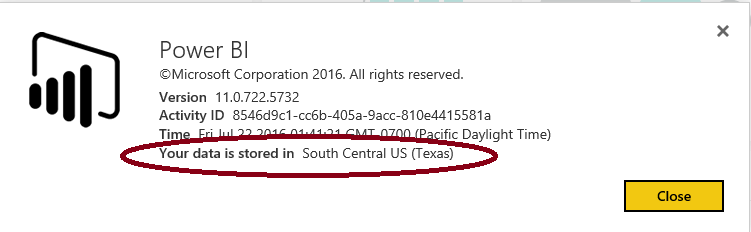 Power BI
©Microsoft Corporation 2016. All rights reserved.
Version 11.0.722.5732
Activity ID 8546d9c1-cc6b-405a-9acc-810e4415581a
Time Fri Jul 22 2016 01:41:21 GMT-0700 (Pacific Daylight Time)
Your data is stored in South Central US (Texas)
Close